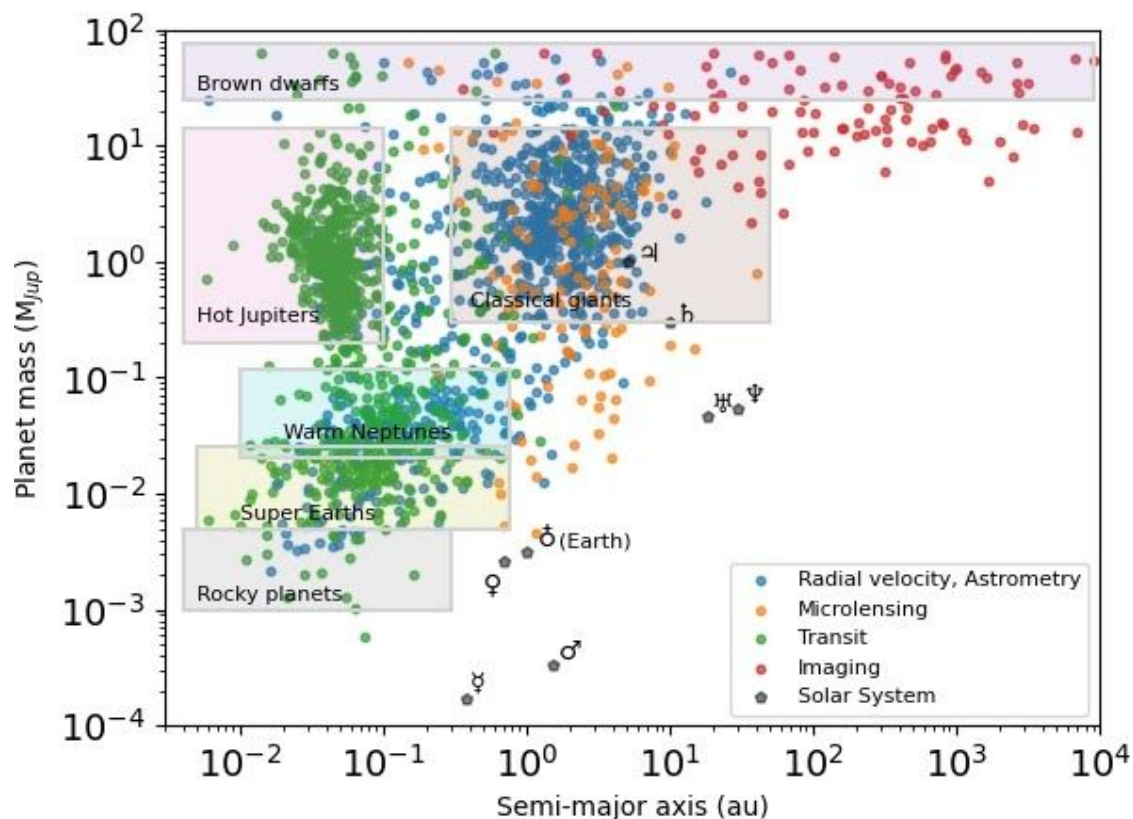 10²
Brown dwarfs
10¹
10⁰
♃
Classical giants
Hot Jupiters
♄
10⁻¹
♅ ♆
Warm Neptunes
10⁻²
Super Earths
♁ (Earth)
♀
Rocky planets
10⁻³
♂
☿
10⁻⁴
Planet mass (M_Jup)
Radial velocity, Astrometry
Microlensing
Transit
Imaging
Solar System
10⁻² 10⁻¹ 10⁰ 10¹ 10² 10³ 10⁴
Semi-major axis (au)